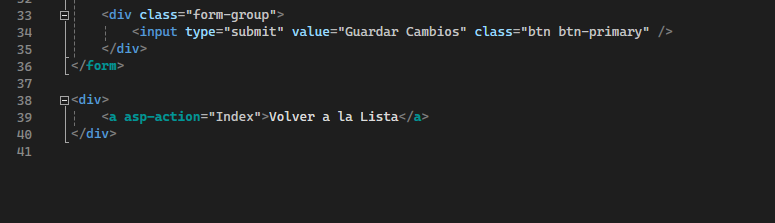 33 <div class="form-group">
34 <input type="submit" value="Guardar Cambios" class="btn btn-primary" />
35 </div>
36 </form>
37
38 <div>
39 <a asp-action="Index">Volver a la Lista</a>
40 </div>
41